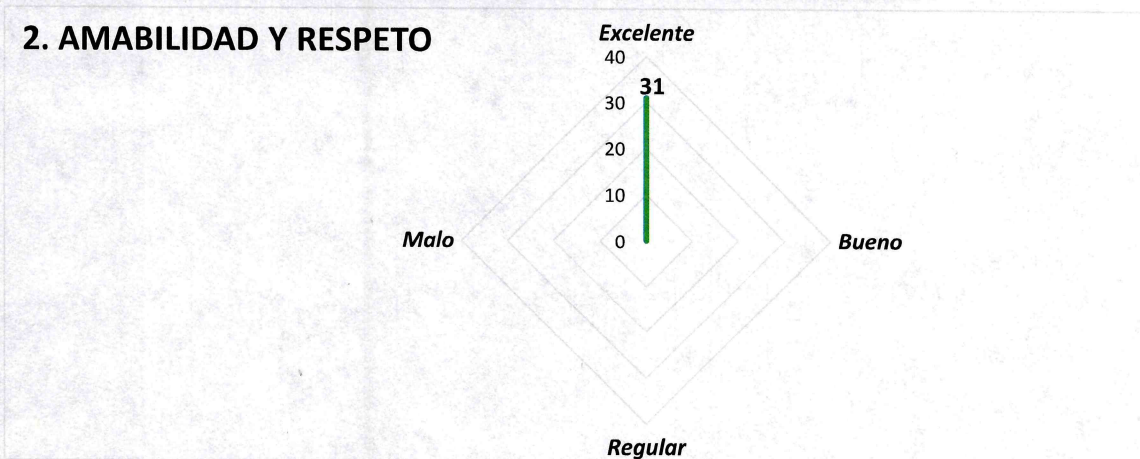 2. AMABILIDAD Y RESPETO
Excelente
40
31
30
20
10
0
Malo
Bueno
Regular